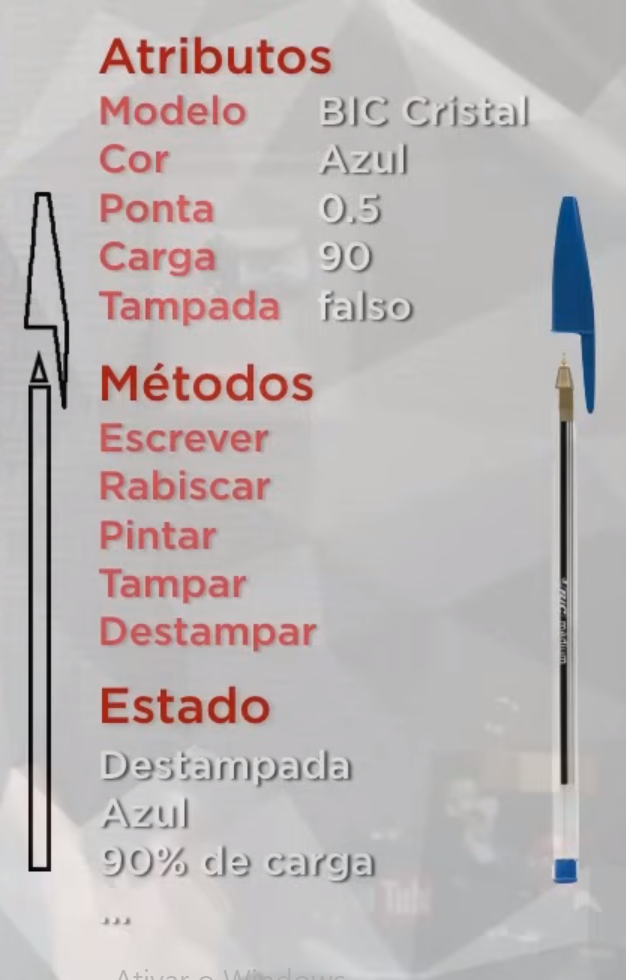 Atributos
Modelo BIC Cristal
Cor Azul
Ponta 0.5
Carga 90
Tampada falso
Métodos
Escrever
Rabiscar
Pintar
Tampar
Destampar
Estado
Destampada
Azul
90% de carga
...
Ativar o Windows